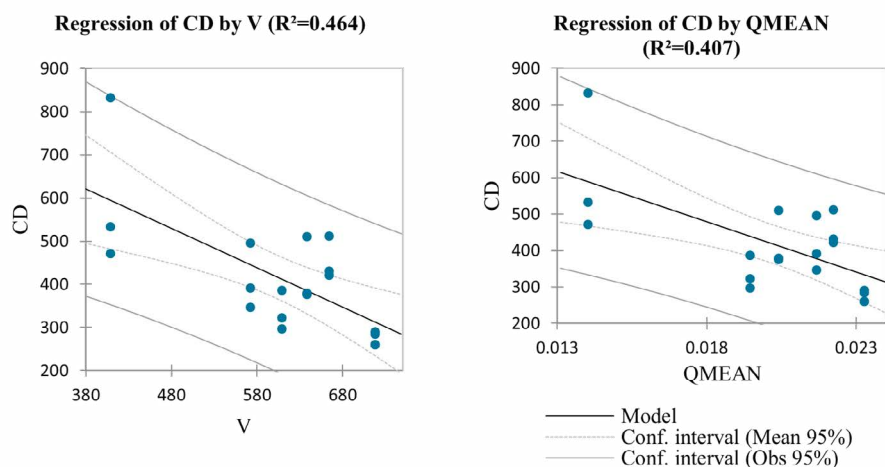 Regression of CD by V (R²=0.464)
900
800
700
600
500
400
300
200
CD
380
480
580
680
V
Regression of CD by QMEAN
(R²=0.407)
900
800
700
600
500
400
300
200
CD
0.013
0.018
0.023
QMEAN
Model
Conf. interval (Mean 95%)
Conf. interval (Obs 95%)